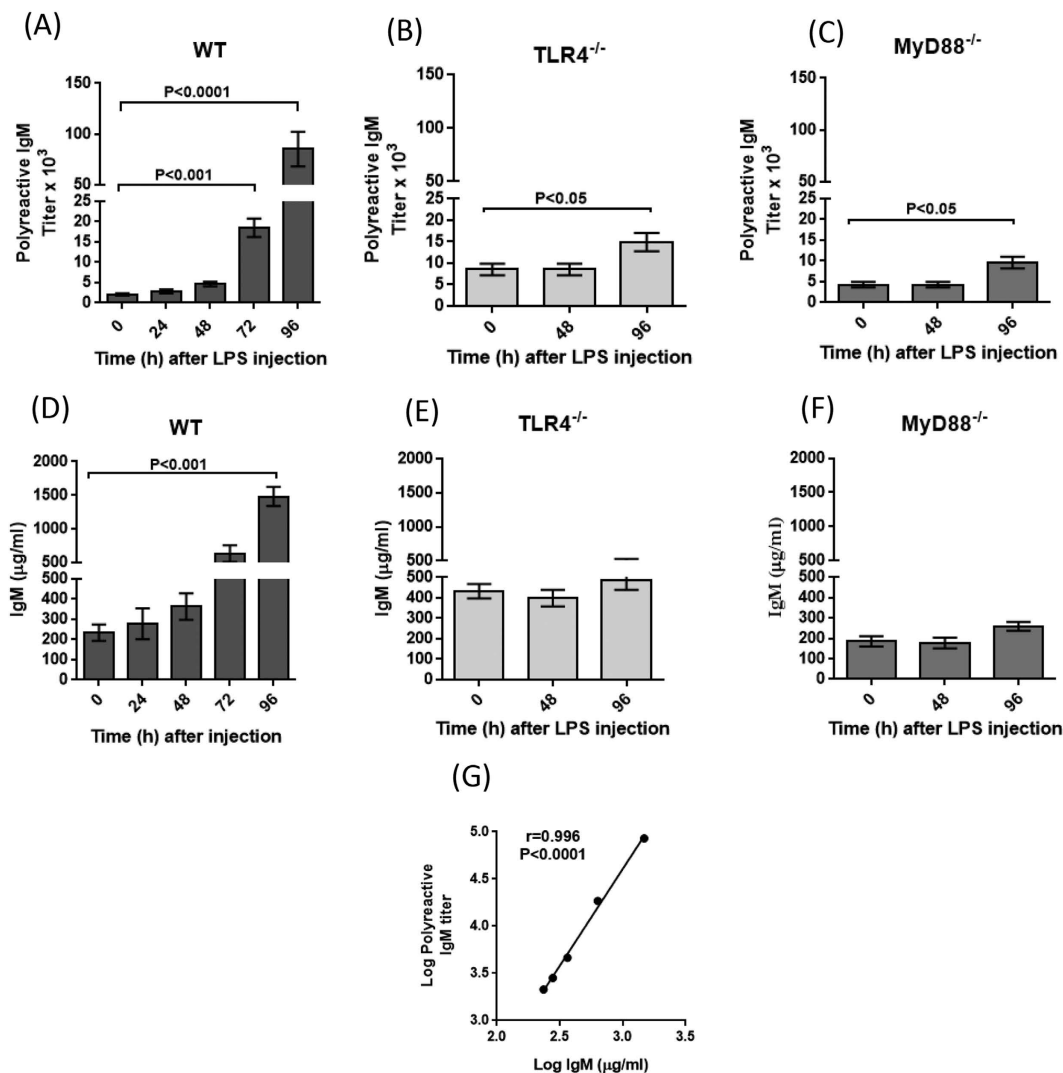 (A)
WT
150
100
50
25
20
15
10
5
0
P<0.0001
P<0.001
Polyreactive IgM
Titer x 10³
0 24 48 72 96
Time (h) after LPS injection
(B)
TLR4⁻/⁻
150
100
50
25
20
15
10
5
0
P<0.05
Polyreactive IgM
Titer x 10³
0 48 96
Time (h) after LPS injection
(C)
MyD88⁻/⁻
150
100
50
25
20
15
10
5
0
P<0.05
Polyreactive IgM
Titer x 10³
0 48 96
Time (h) after LPS injection
(D)
WT
2000
1500
1000
500
500
400
300
200
100
0
P<0.001
IgM (µg/ml)
0 24 48 72 96
Time (h) after injection
(E)
TLR4⁻/⁻
2000
1500
1000
500
500
400
300
200
100
0
IgM (µg/ml)
0 48 96
Time (h) after LPS injection
(F)
MyD88⁻/⁻
2000
1500
1000
500
500
400
300
200
100
0
IgM (µg/ml)
0 48 96
Time (h) after LPS injection
(G)
r=0.996
P<0.0001
5.0
4.5
4.0
3.5
3.0
Log Polyreactive
IgM titer
2.0 2.5 3.0 3.5
Log IgM (µg/ml)